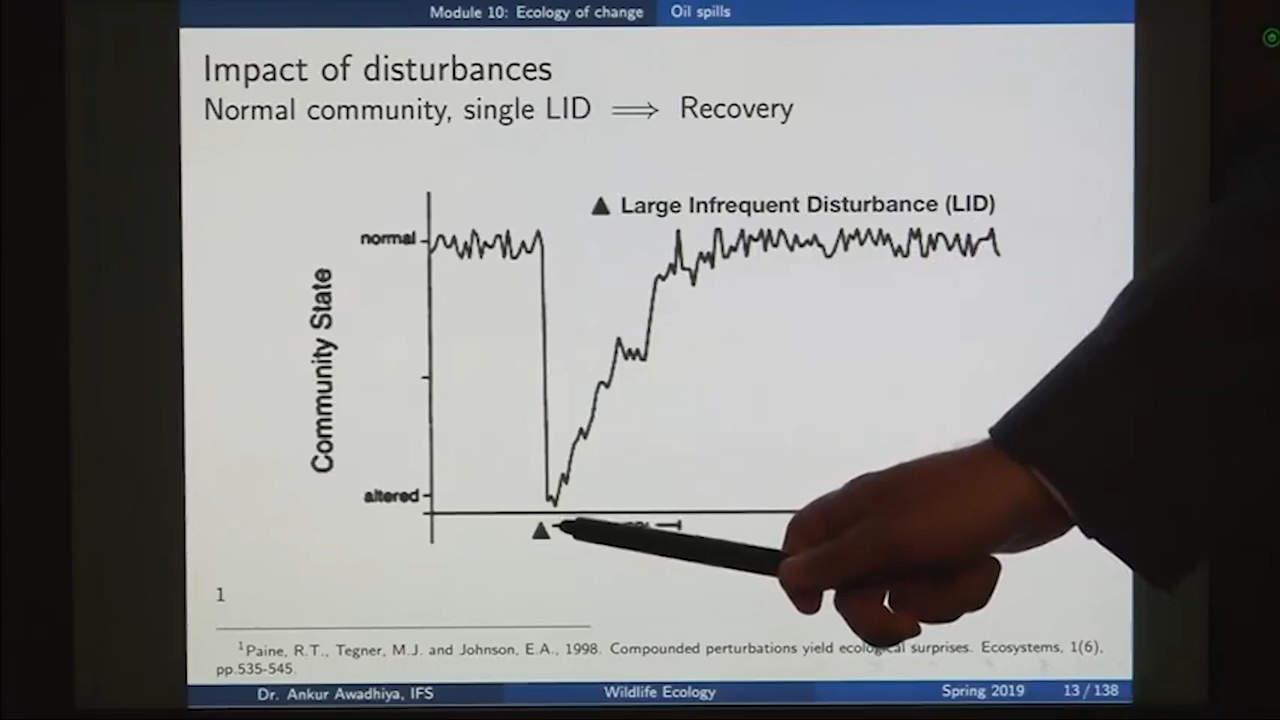 Module 10: Ecology of change Oil spills
Impact of disturbances
Normal community, single LID ⟹ Recovery
▲ Large Infrequent Disturbance (LID)
normal
Community State
altered
1
1Paine, R.T., Tegner, M.J. and Johnson, E.A., 1998. Compounded perturbations yield ecological surprises. Ecosystems, 1(6),
pp.535-545.
Dr. Ankur Awadhiya, IFS Wildlife Ecology Spring 2019 13 / 138